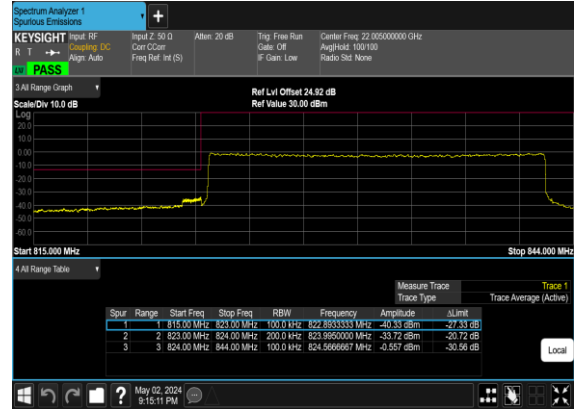 Spectrum Analyzer 1
Spurious Emissions
KEYSIGHT Input: RF Input Z: 50 Ω Atten: 20 dB Trig: Free Run Center Freq: 22.005000000 GHz
R T Coupling: DC Corr CCorr Gate: Off Avg|Hold: 100/100
Align: Auto Freq Ref: Int (S) IF Gain: Low Radio Std: None
PASS
3 All Range Graph
Ref Lvl Offset 24.92 dB
Scale/Div 10.0 dB Ref Value 30.00 dBm
Log
20.0
10.0
0.00
-10.0
-20.0
-30.0
-40.0
-50.0
-60.0
Start 815.000 MHz Stop 844.000 MHz
4 All Range Table
Measure Trace Trace 1
Trace Type Trace Average (Active)
Spur Range Start Freq Stop Freq RBW Frequency Amplitude ΔLimit
1 1 815.00 MHz 823.00 MHz 100.0 kHz 822.8933333 MHz -40.33 dBm -27.33 dB
2 2 823.00 MHz 824.00 MHz 200.0 kHz 823.9950000 MHz -33.72 dBm -20.72 dB
3 3 824.00 MHz 844.00 MHz 100.0 kHz 824.5666667 MHz -0.557 dBm -30.56 dB
Local
?
May 02, 2024
9:15:11 PM